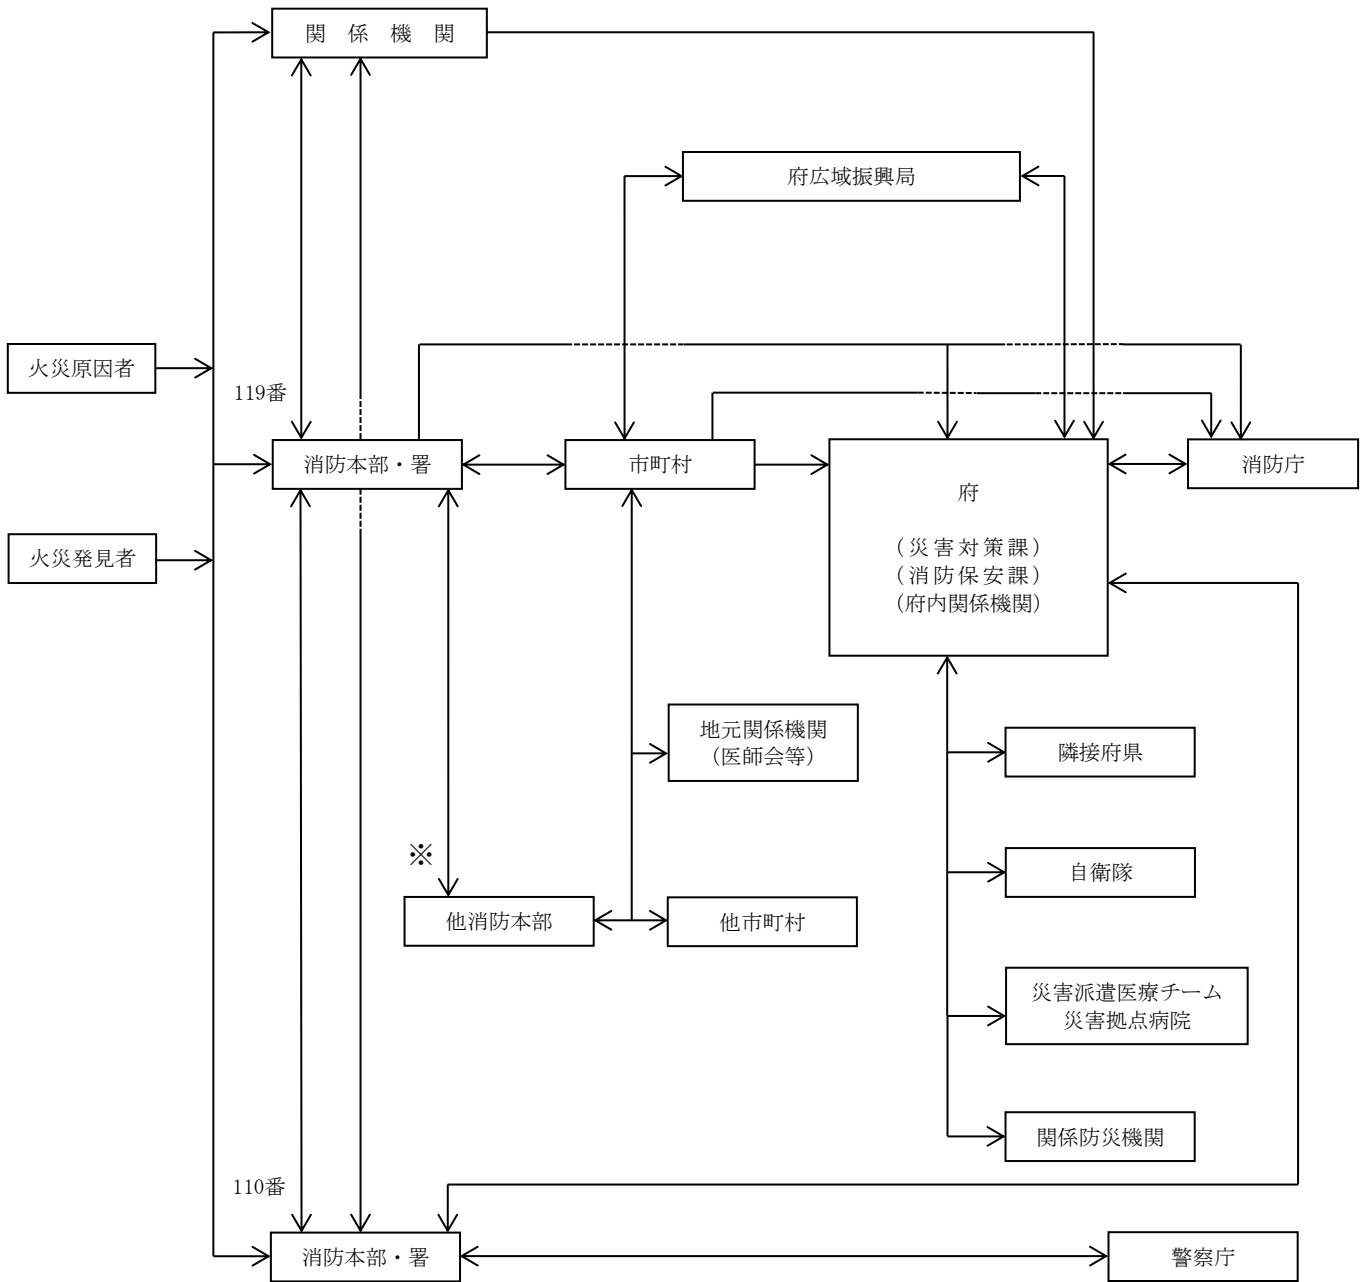 関係機関
府広域振興局
火災原因者
119番
消防本部・署
市町村
府
(災害対策課)
(消防保安課)
(府内関係機関)
消防庁
火災発見者
地元関係機関
(医師会等)
隣接府県
※
自衛隊
他消防本部
他市町村
災害派遣医療チーム
災害拠点病院
関係防災機関
110番
消防本部・署
警察庁